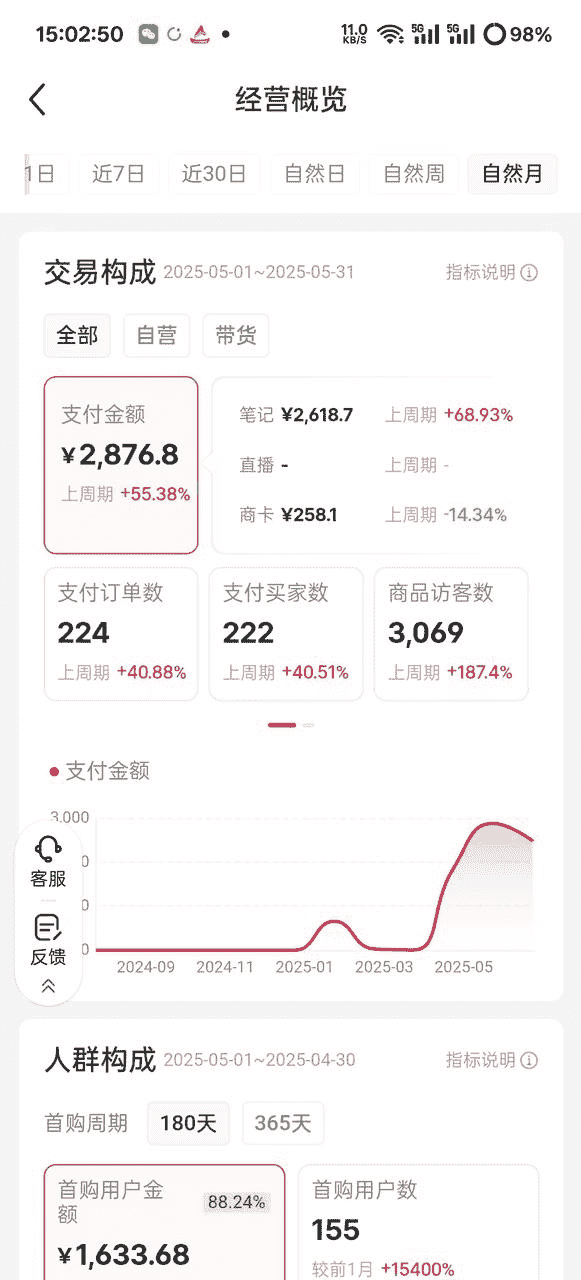 15:02:50 11.0 KB/S 5G 5G 98%
经营概览
1日 近7日 近30日 自然日 自然周 自然月
交易构成 2025-05-01~2025-05-31 指标说明
全部 自营 带货
支付金额
¥2,876.8
上周期 +55.38%
笔记 ¥2,618.7 上周期 +68.93%
直播 - 上周期 -
商卡 ¥258.1 上周期 -14.34%
支付订单数 支付买家数 商品访客数
224 222 3,069
上周期 +40.88% 上周期 +40.51% 上周期 +187.4%
支付金额
3,000
0
0
0
客服
反馈
2024-09 2024-11 2025-01 2025-03 2025-05
人群构成 2025-05-01~2025-04-30 指标说明
首购周期 180天 365天
首购用户金额 88.24%
¥1,633.68
首购用户数
155
较前1月 +15400%